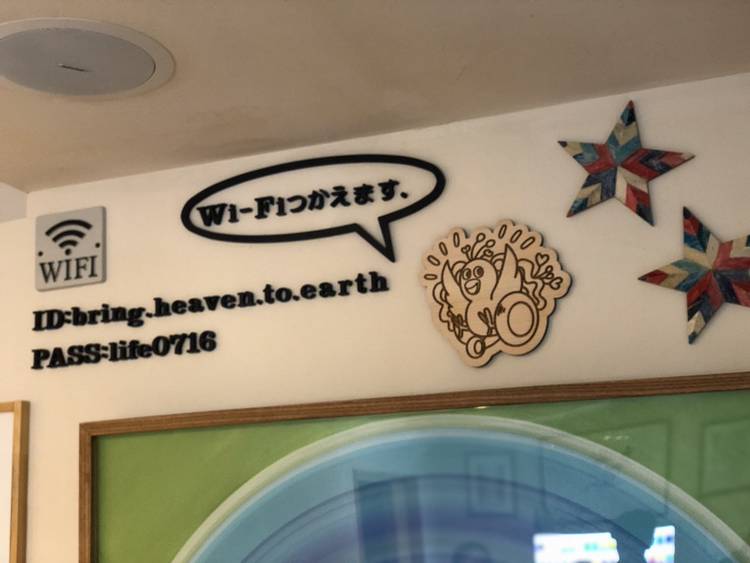 Wi-Fiつかえます.
WIFI
ID:bring.heaven.to.earth
PASS:life0716